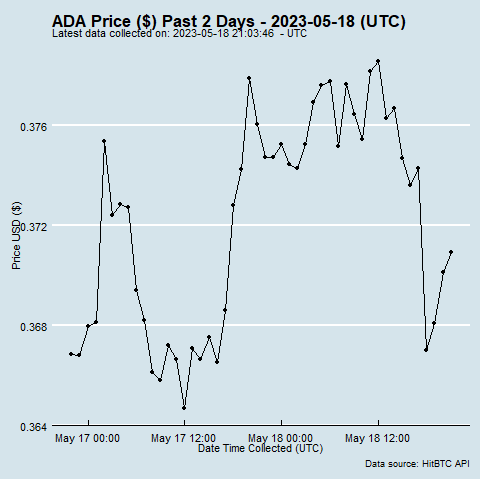 ADA Price ($) Past 2 Days - 2023-05-18 (UTC)
Latest data collected on: 2023-05-18 21:03:46 - UTC
0.376
0.372
0.368
0.364
Price USD ($)
May 17 00:00
May 17 12:00
May 18 00:00
May 18 12:00
Date Time Collected (UTC)
Data source: HitBTC API